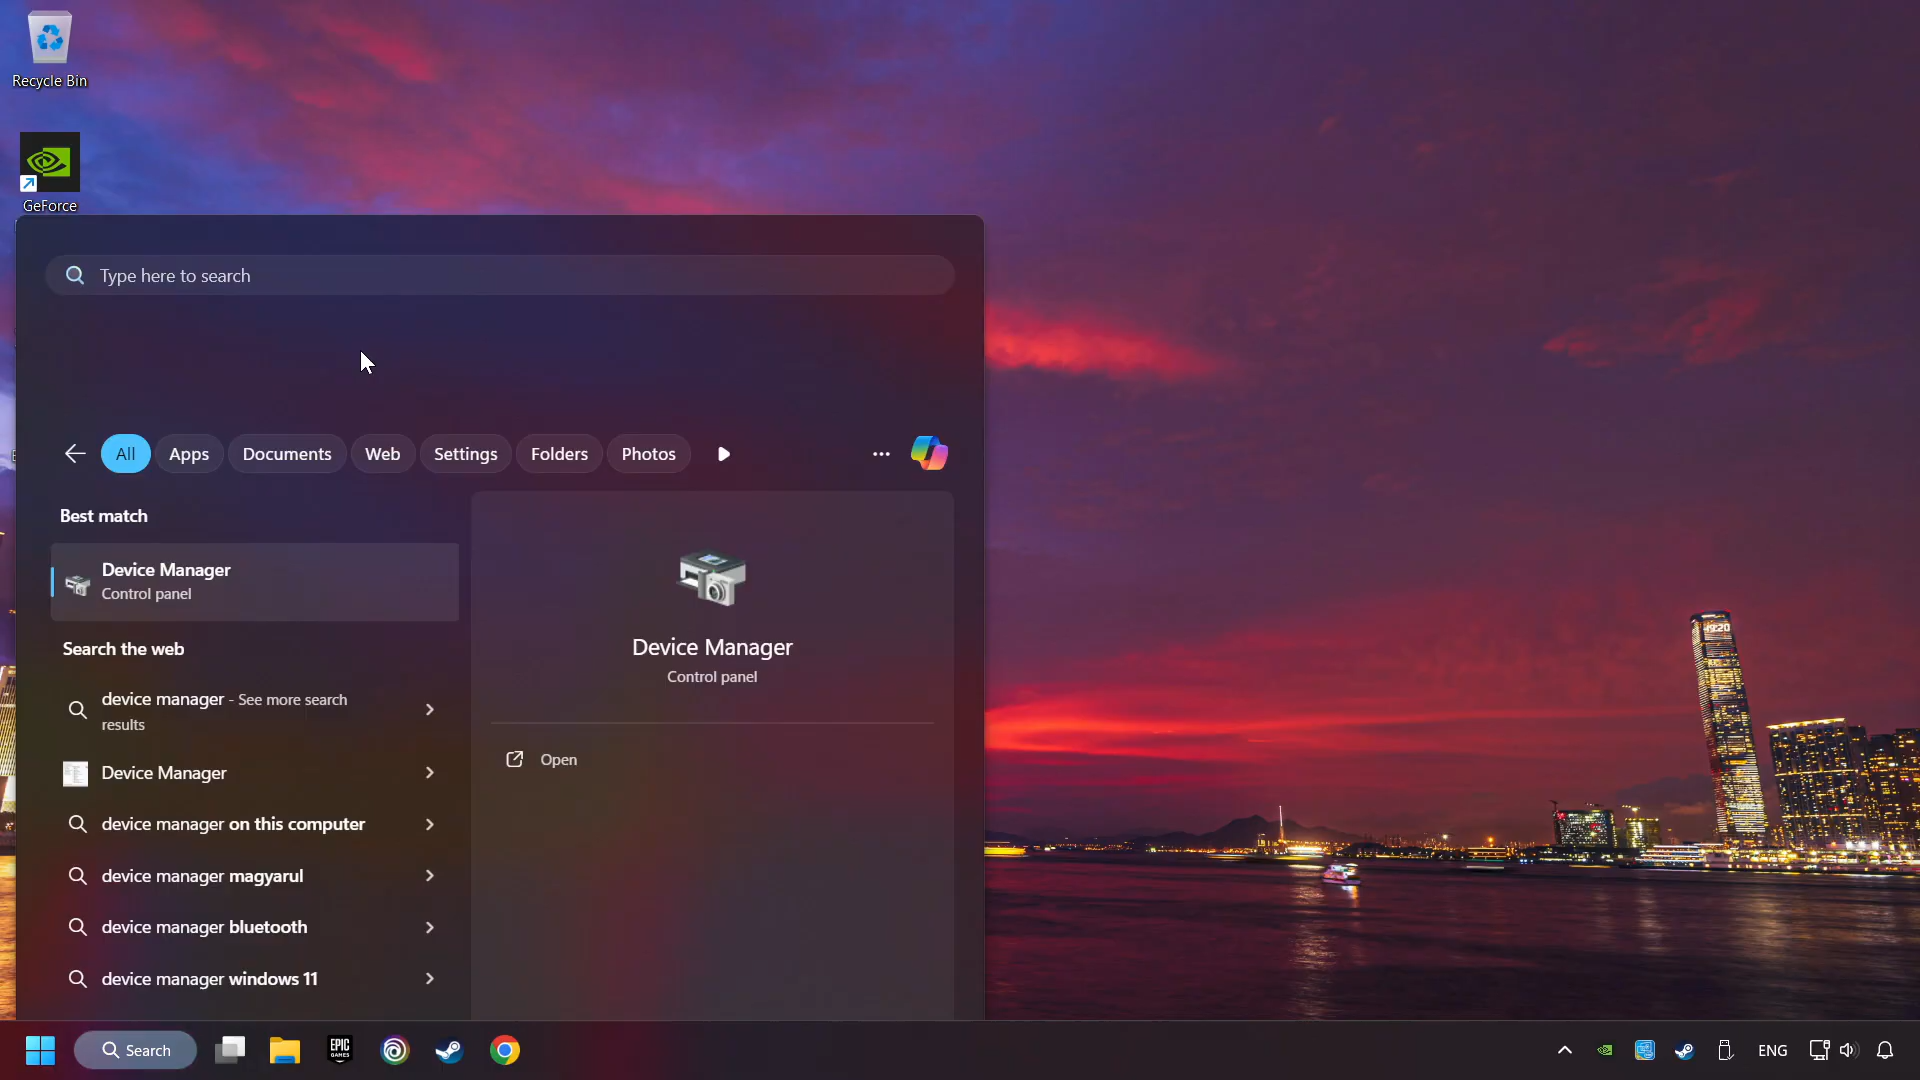 Recycle Bin
GeForce
Type here to search
All
Apps
Documents
Web
Settings
Folders
Photos
Best match
Device Manager
Control panel
Search the web
device manager - See more search
results
Device Manager
device manager on this computer
device manager magyarul
device manager bluetooth
device manager windows 11
Device Manager
Control panel
Open
Search
EPIC
GAMES
ENG